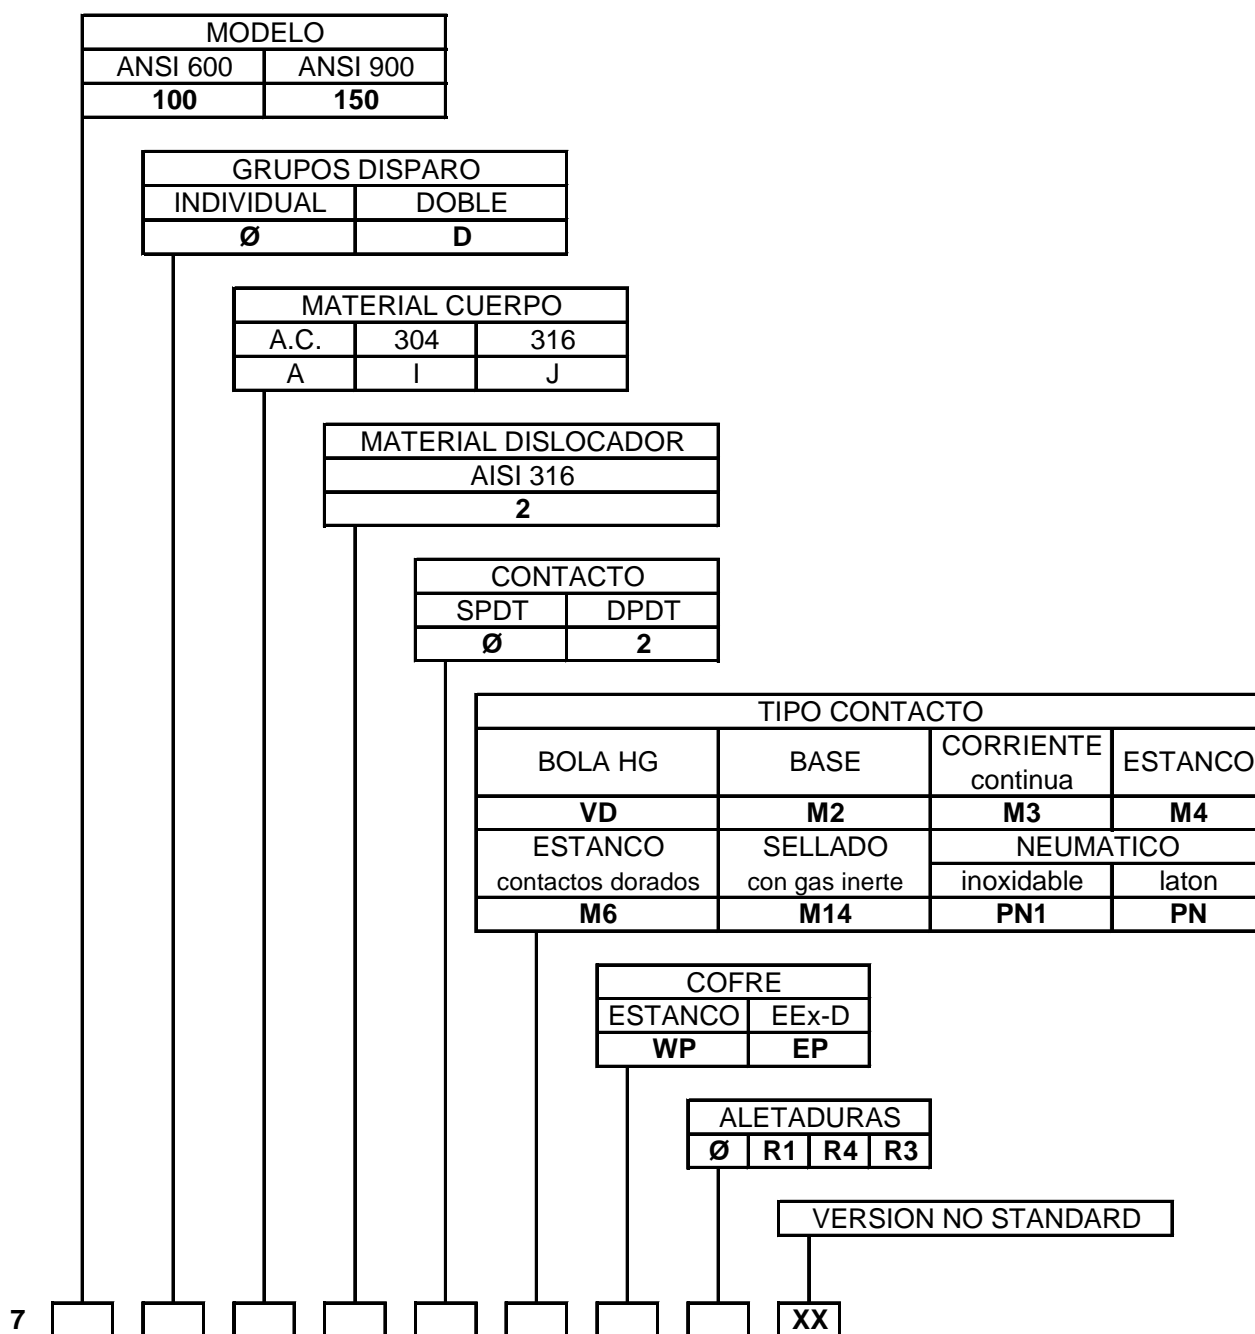 MODELO
ANSI 600 ANSI 900
100 150
GRUPOS DISPARO
INDIVIDUAL DOBLE
Ø D
MATERIAL CUERPO
A.C. 304 316
A I J
MATERIAL DISLOCADOR
AISI 316
2
CONTACTO
SPDT DPDT
Ø 2
TIPO CONTACTO
BOLA HG BASE CORRIENTE continua ESTANCO
VD M2 M3 M4
ESTANCO SELLADO NEUMATICO
contactos dorados con gas inerte inoxidable laton
M6 M14 PN1 PN
COFRE
ESTANCO EEx-D
WP EP
ALETADURAS
Ø R1 R4 R3
VERSION NO STANDARD
7 XX